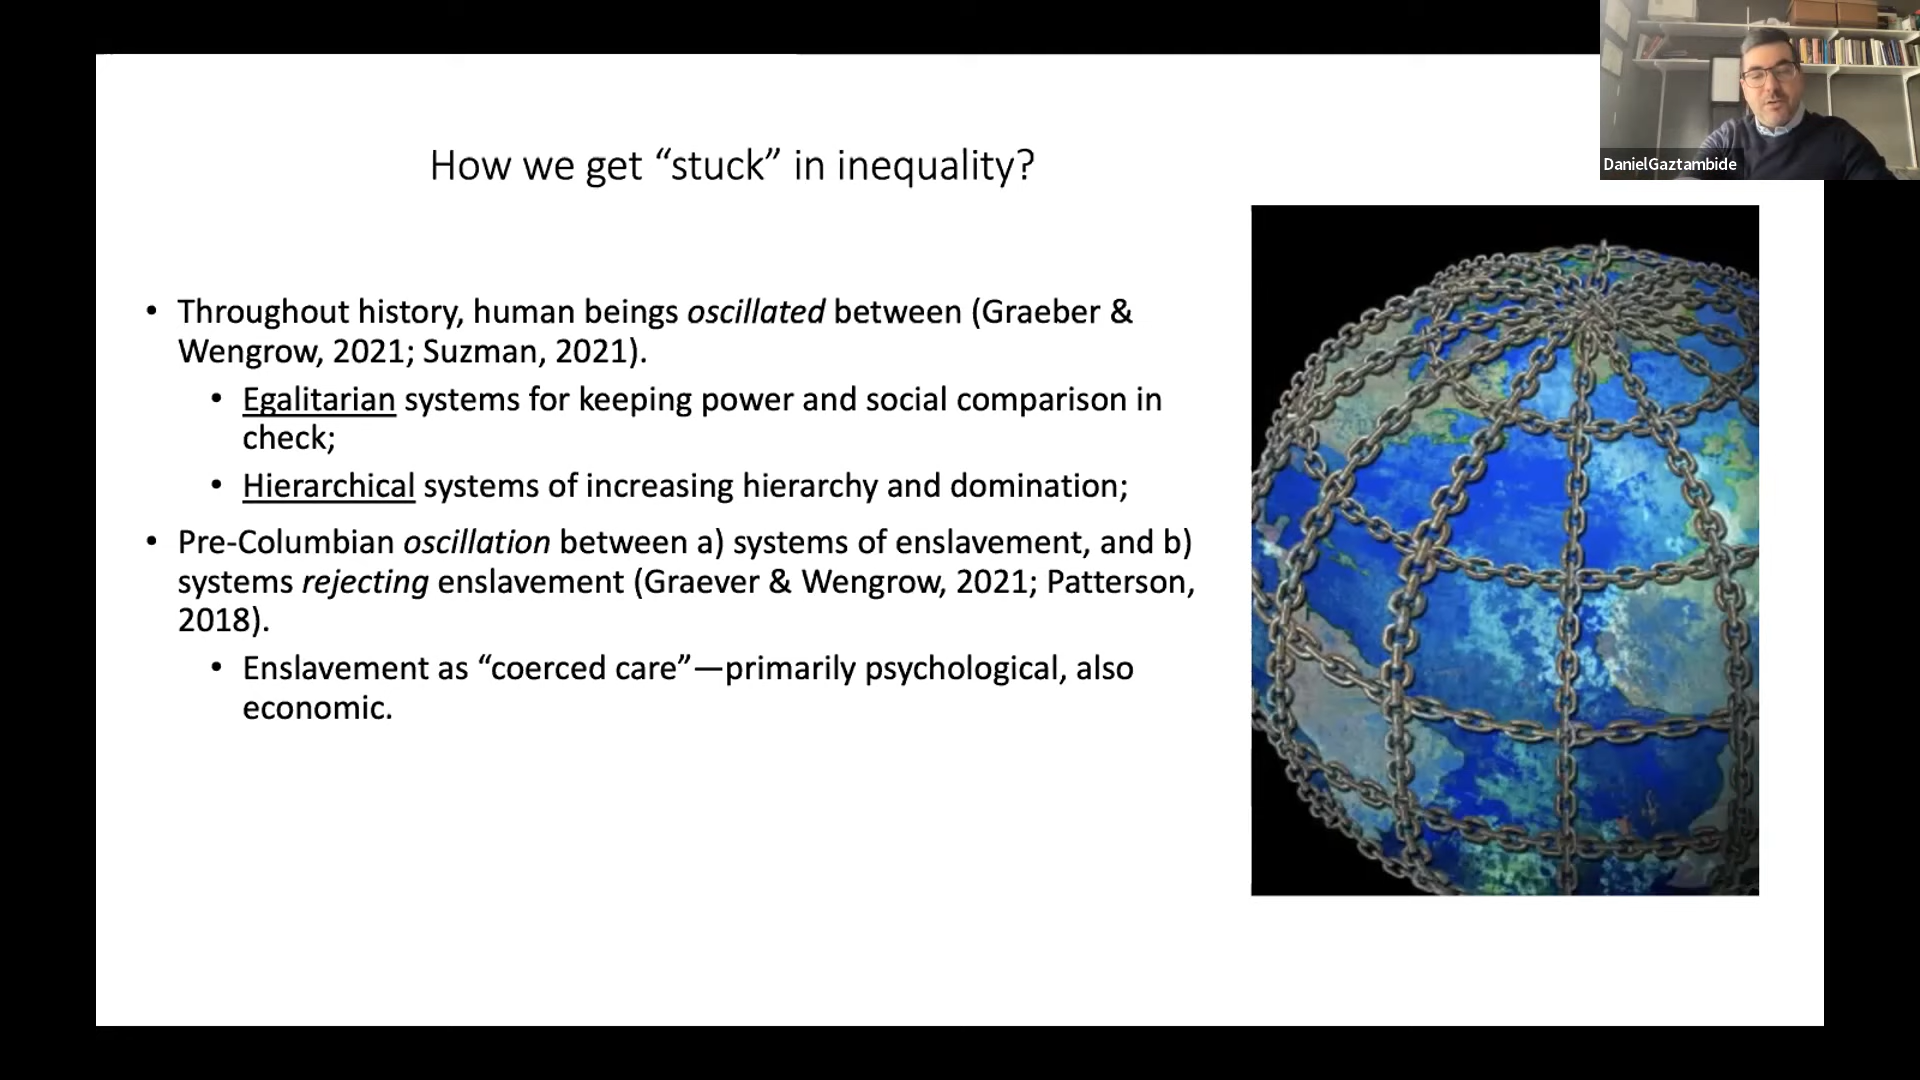 DanielGaztambide
How we get “stuck” in inequality?
• Throughout history, human beings oscillated between (Graeber &
Wengrow, 2021; Suzman, 2021).
• Egalitarian systems for keeping power and social comparison in
check;
• Hierarchical systems of increasing hierarchy and domination;
• Pre-Columbian oscillation between a) systems of enslavement, and b)
systems rejecting enslavement (Graever & Wengrow, 2021; Patterson,
2018).
• Enslavement as “coerced care”—primarily psychological, also
economic.